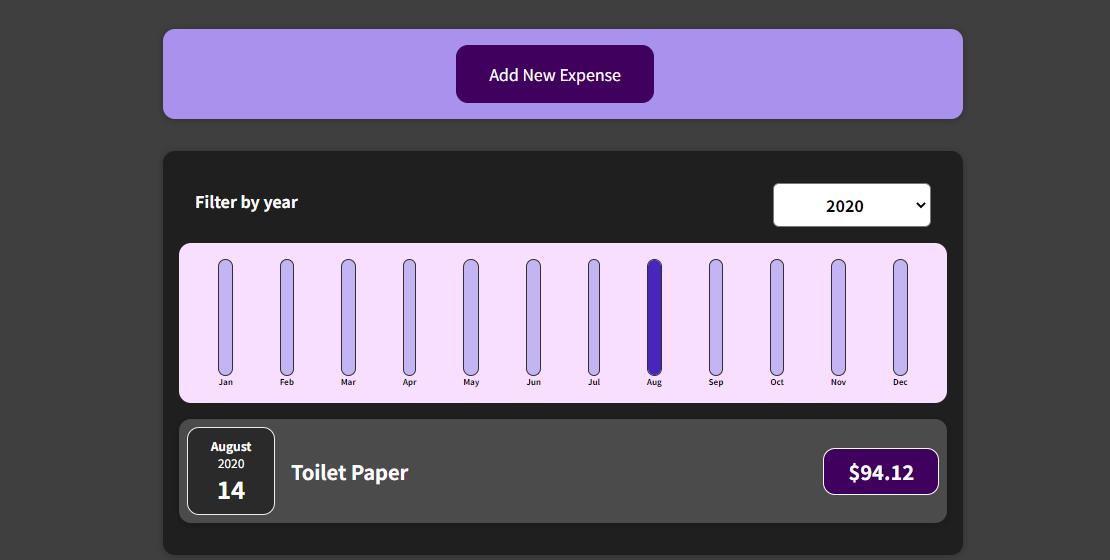 Add New Expense
Filter by year
2020
Jan Feb Mar Apr May Jun Jul Aug Sep Oct Nov Dec
August
2020
14
Toilet Paper
$94.12